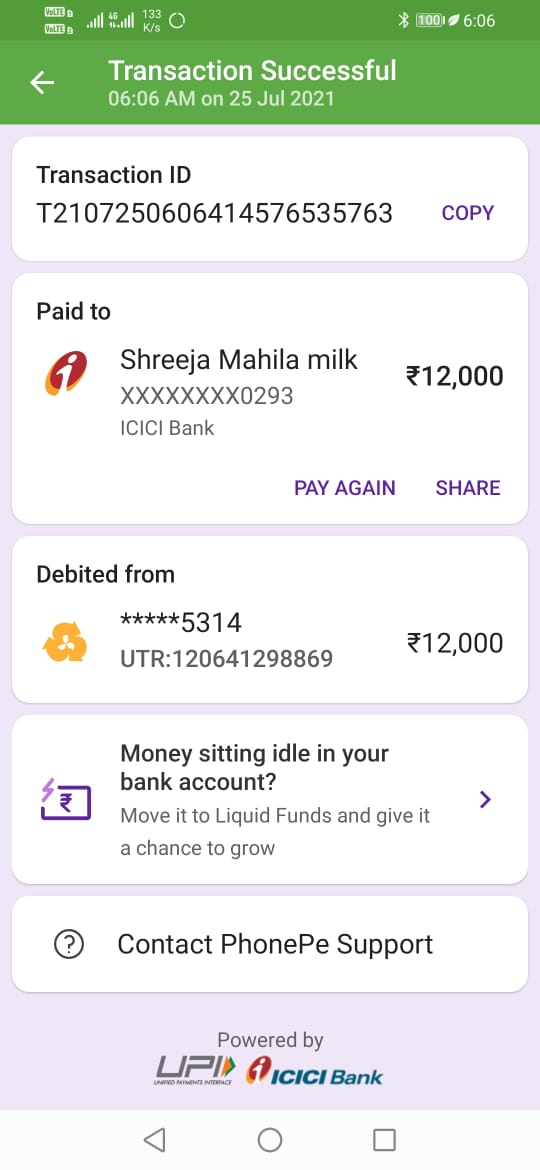 VoLTE 1
VoLTE 2
4G
133
K/s
100
6:06
Transaction Successful
06:06 AM on 25 Jul 2021
Transaction ID
T2107250606414576535763
COPY
Paid to
Shreeja Mahila milk
₹12,000
XXXXXXXX0293
ICICI Bank
PAY AGAIN
SHARE
Debited from
*****5314
₹12,000
UTR:120641298869
Money sitting idle in your
bank account?
Move it to Liquid Funds and give it
a chance to grow
Contact PhonePe Support
Powered by
UPI
UNIFIED PAYMENTS INTERFACE
ICICI Bank